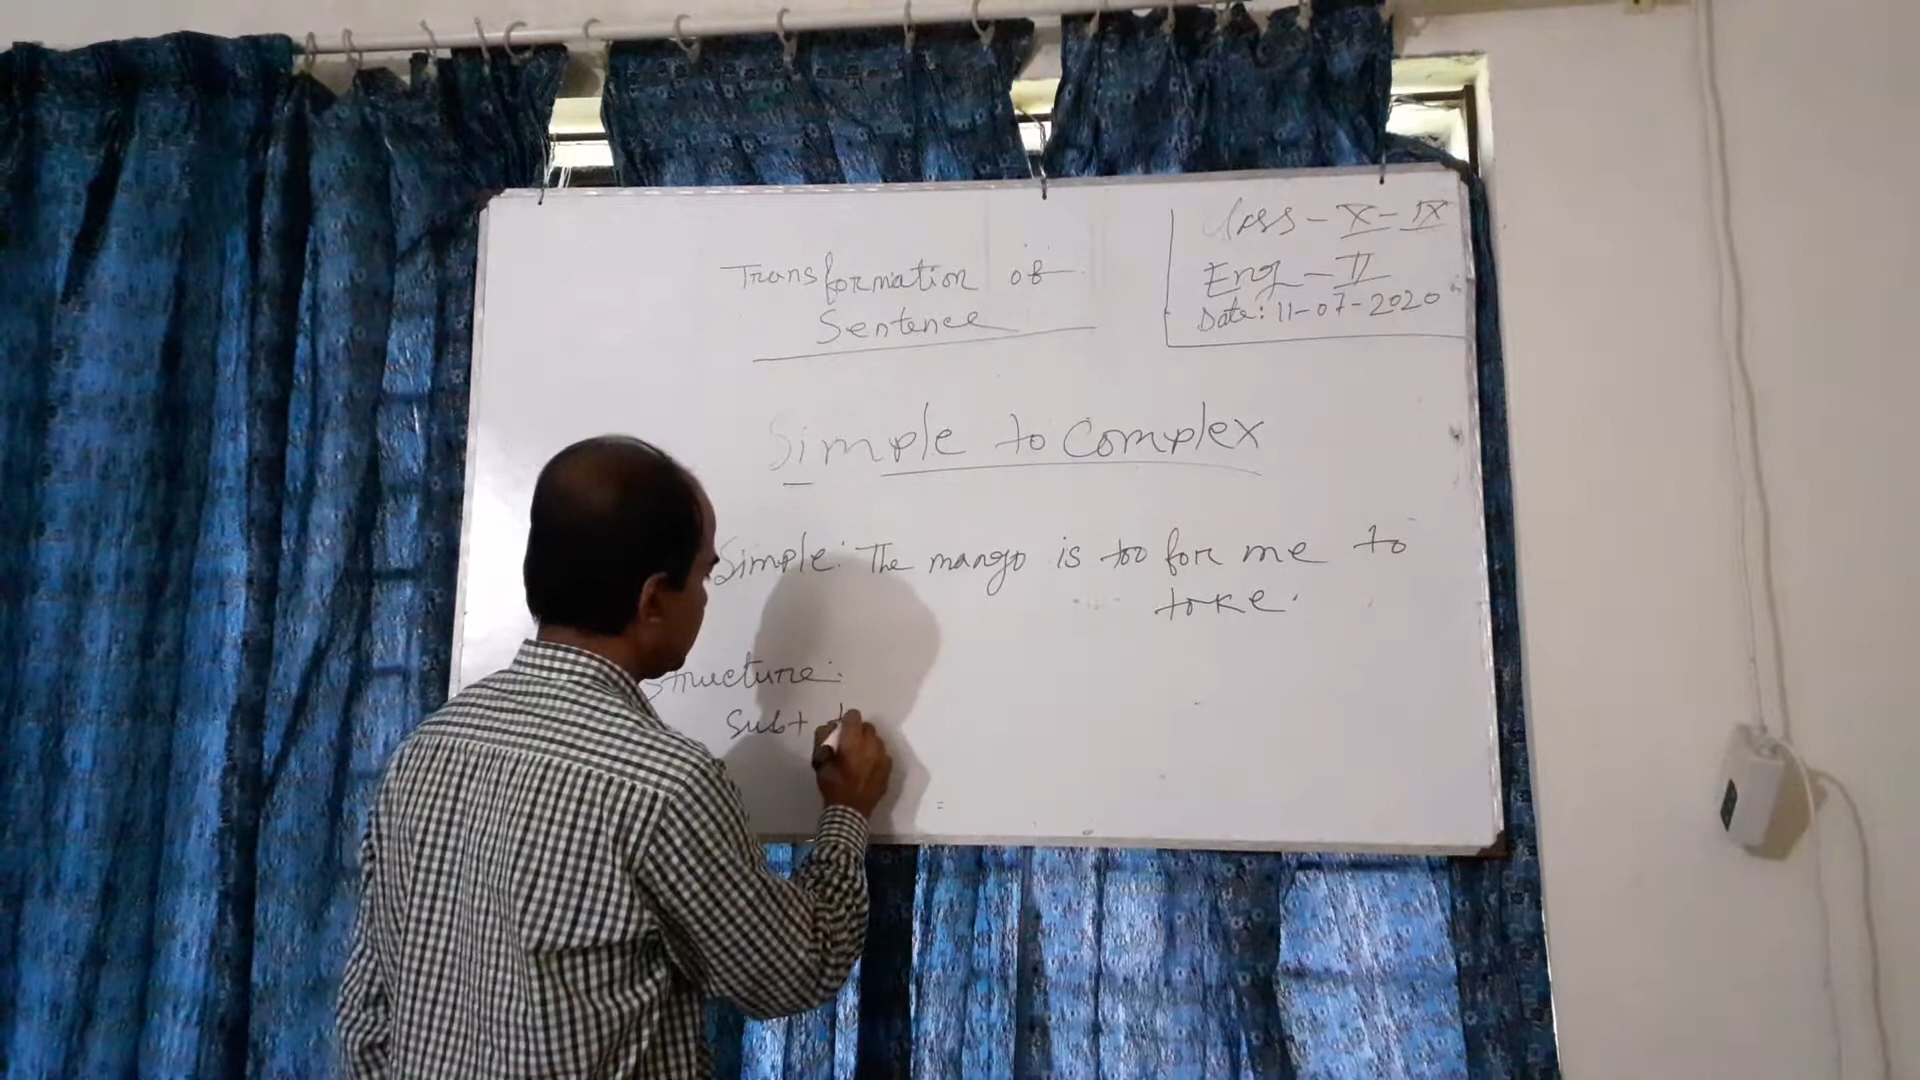 Class - X - IX
Eng - II
Date: 11-07-2020
Transformation of
Sentence
Simple to Complex
Simple: The mango is too for me to
take.
Structure:
Sub +